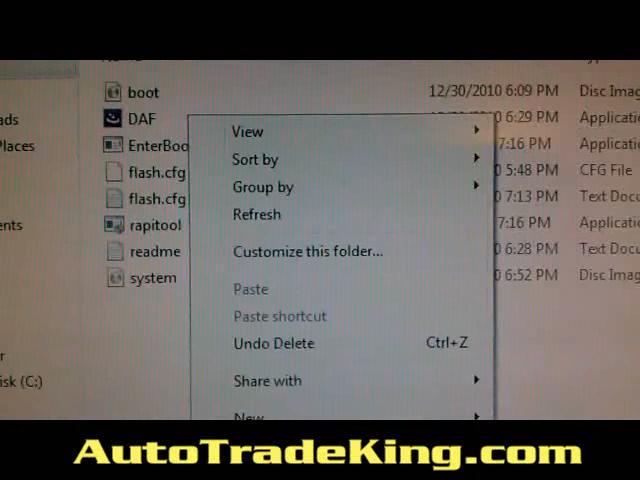 boot 12/30/2010 6:09 PM Disc Imag
DAF 6:29 PM Applicatio
View
EnterBoo 7:16 PM Applicatio
Sort by
flash.cfg 5:48 PM CFG File
Group by
flash.cfg 7:13 PM Text Docu
Refresh
rapitool 7:16 PM Applicatio
readme 6:28 PM Text Docu
Customize this folder...
system 6:52 PM Disc Imag
Paste
Paste shortcut
Undo Delete Ctrl+Z
Share with
New
ads
Places
ents
r
isk (C:)
AutoTradeKing.com